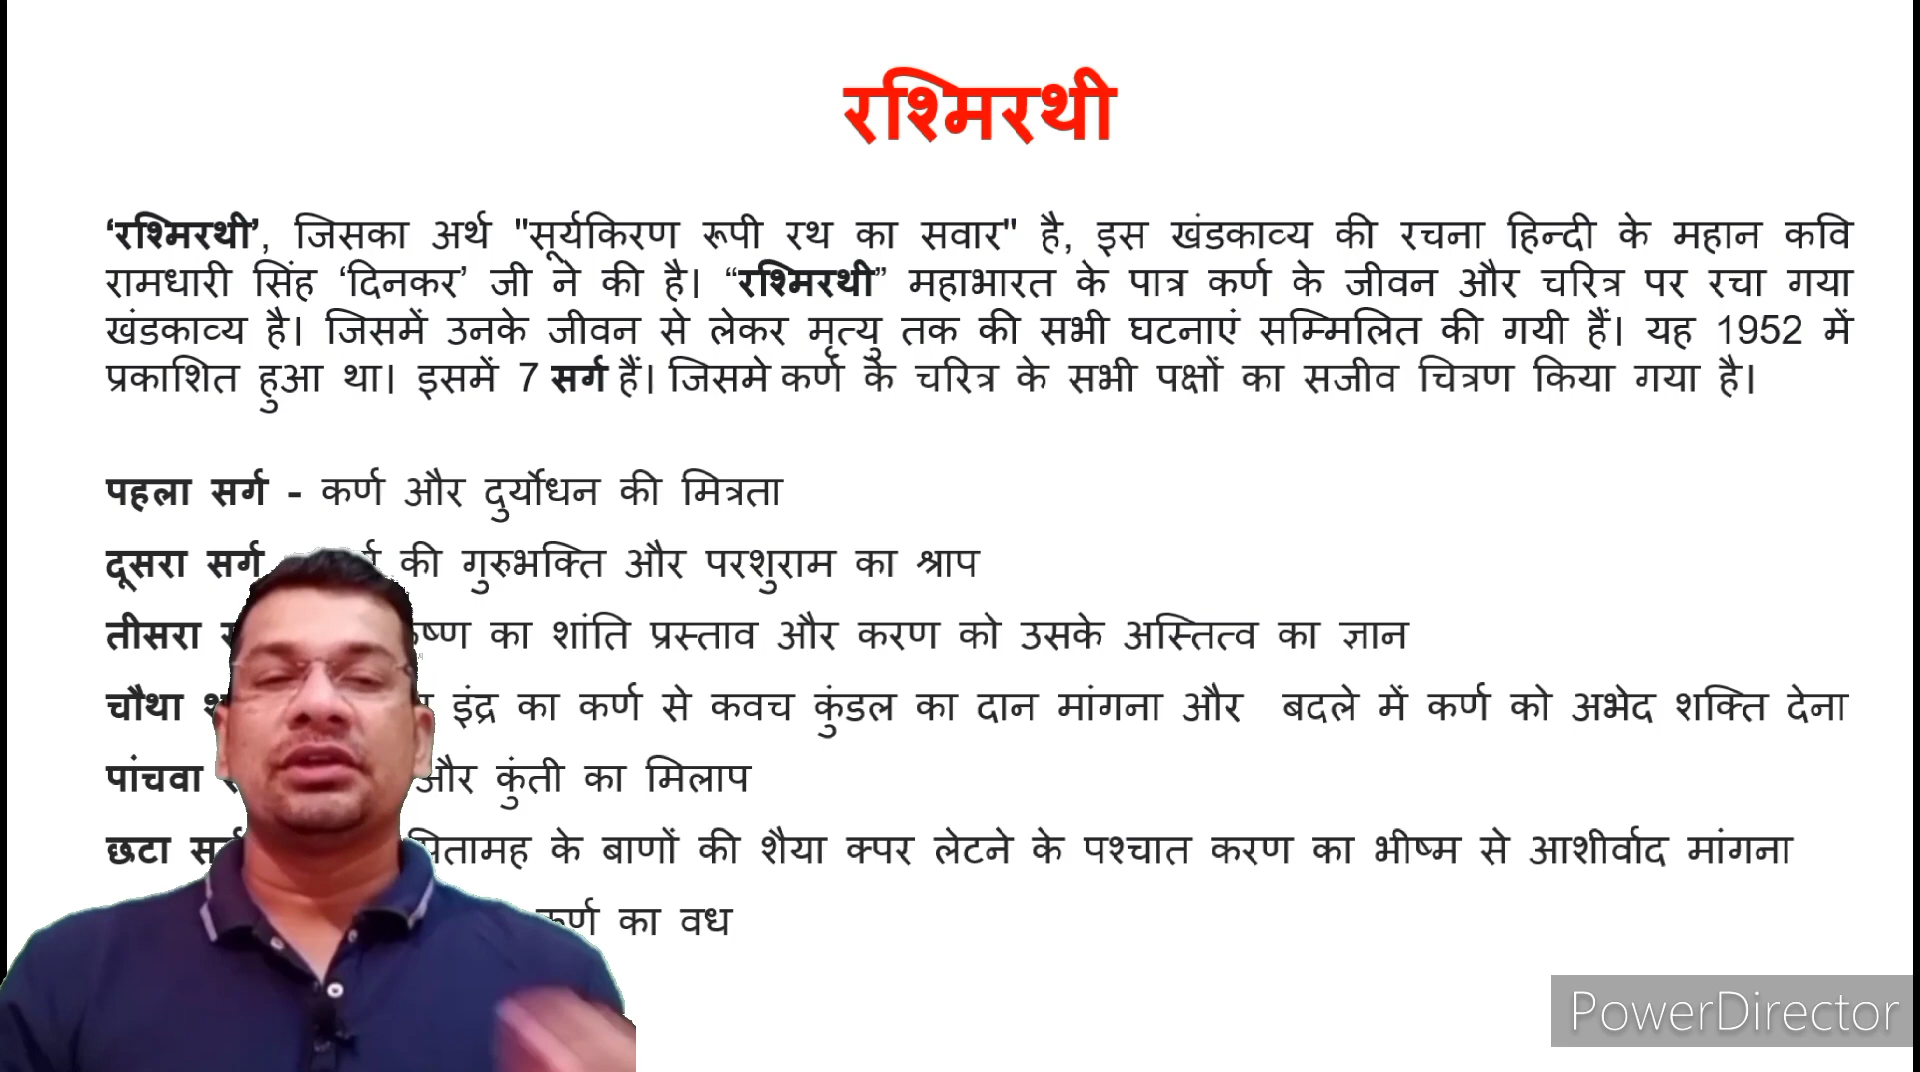 रश्मिरथी
‘रश्मिरथी’, जिसका अर्थ "सूर्यकिरण रूपी रथ का सवार" है, इस खंडकाव्य की रचना हिन्दी के महान कवि
रामधारी सिंह ‘दिनकर’ जी ने की है। “रश्मिरथी” महाभारत के पात्र कर्ण के जीवन और चरित्र पर रचा गया
खंडकाव्य है। जिसमें उनके जीवन से लेकर मृत्यु तक की सभी घटनाएं सम्मिलित की गयी हैं। यह 1952 में
प्रकाशित हुआ था। इसमें 7 सर्ग हैं। जिसमे कर्ण के चरित्र के सभी पक्षों का सजीव चित्रण किया गया है।
पहला सर्ग - कर्ण और दुर्योधन की मित्रता
दूसरा सर्ग की गुरुभक्ति और परशुराम का श्राप
तीसरा का शांति प्रस्ताव और करण को उसके अस्तित्व का ज्ञान
चौथा इंद्र का कर्ण से कवच कुंडल का दान मांगना और बदले में कर्ण को अभेद शक्ति देना
पांचवा और कुंती का मिलाप
छटा के बाणों की शैया क्पर लेटने के पश्चात करण का भीष्म से आशीर्वाद मांगना
कर्ण का वध
PowerDirector